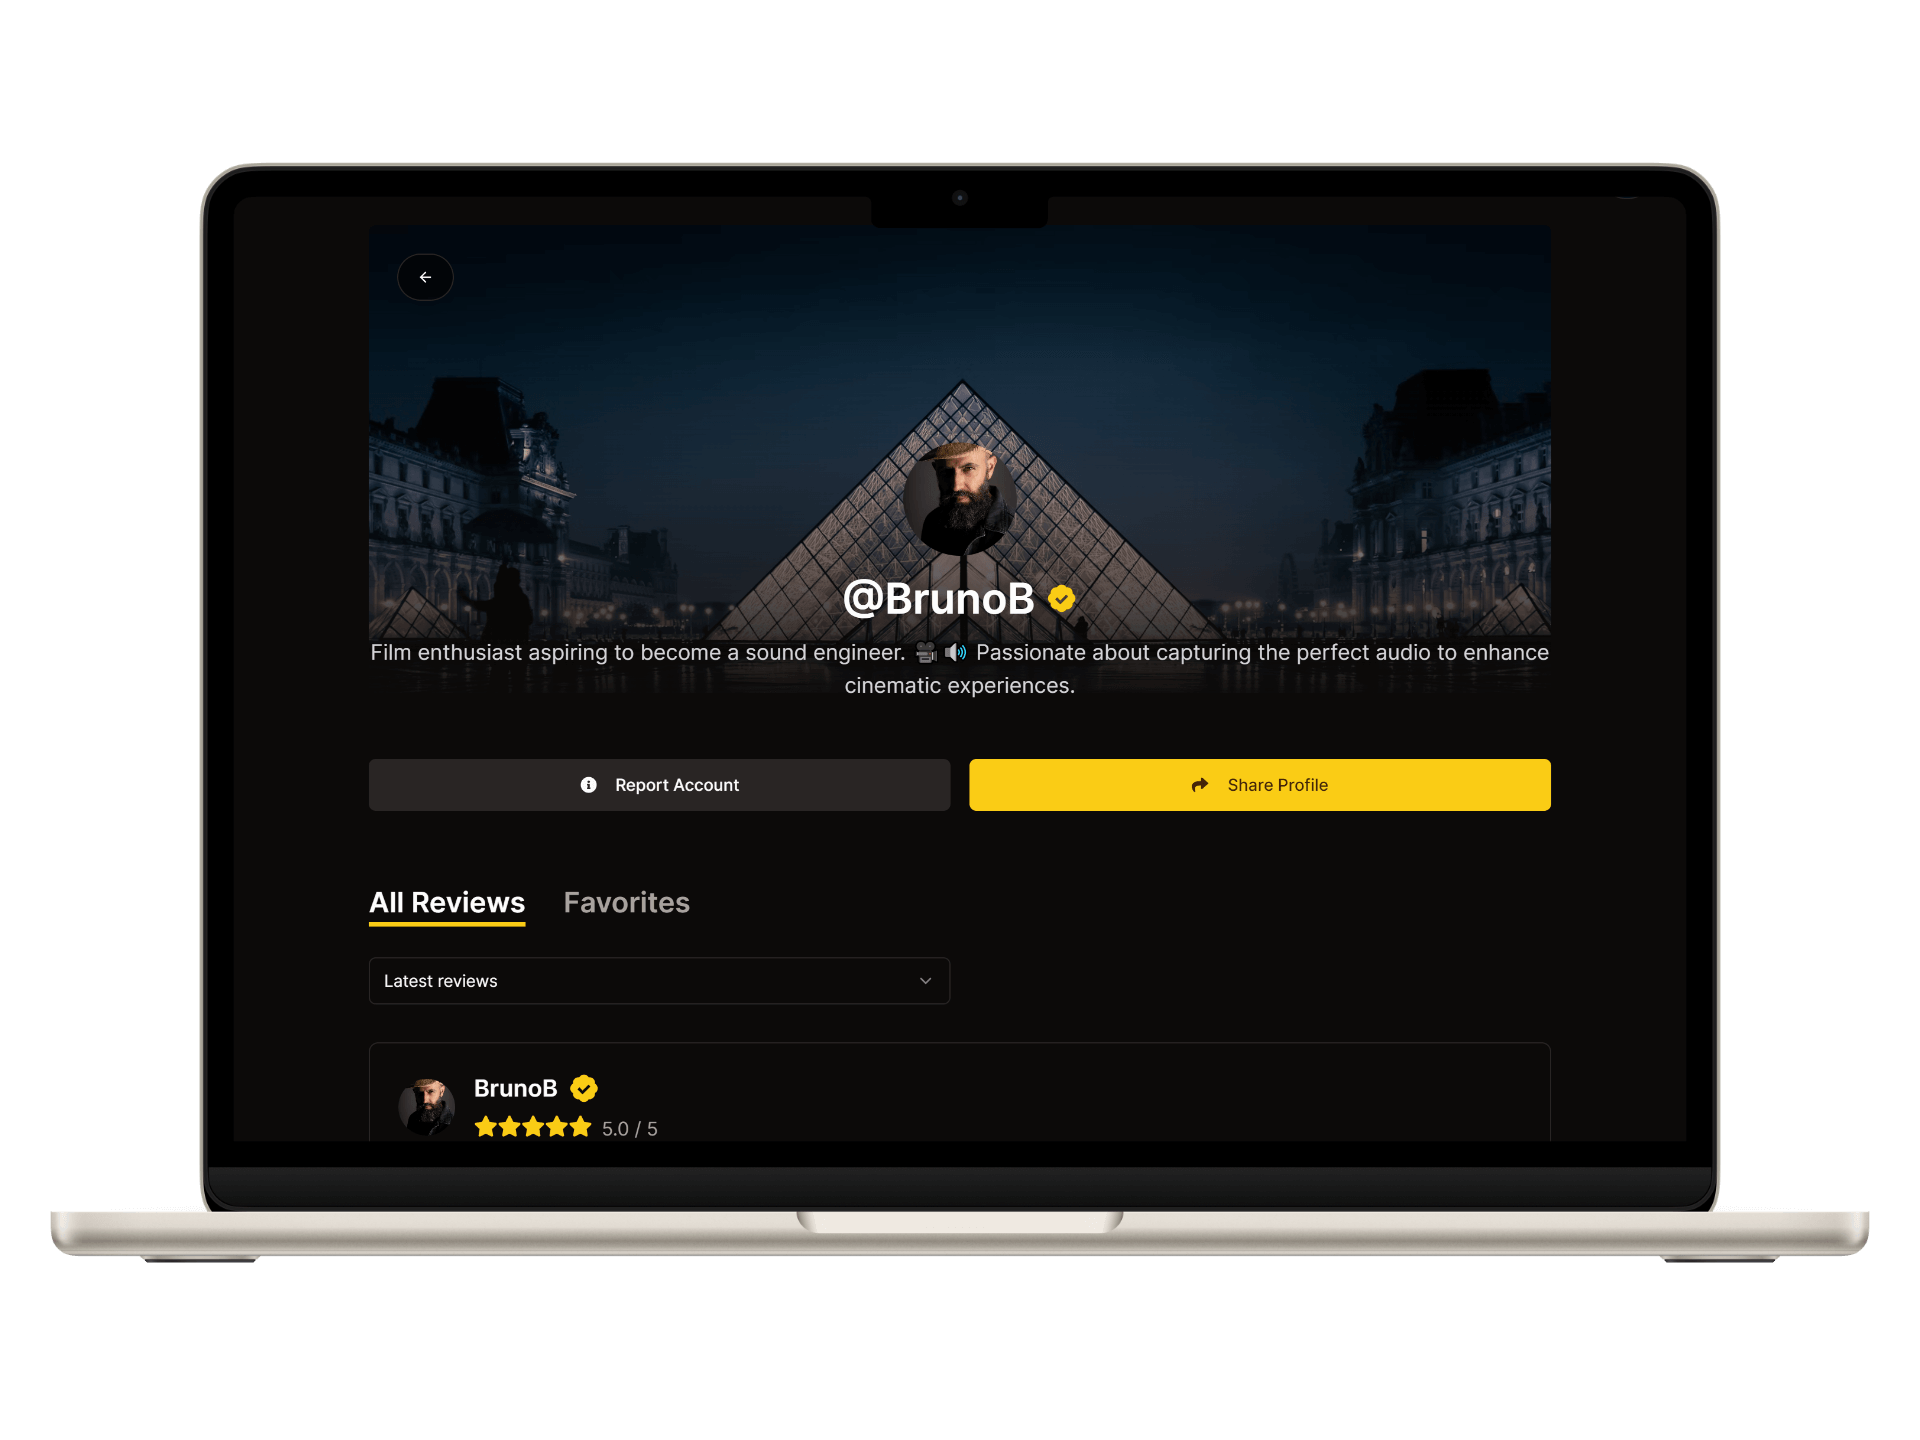 @BrunoB
Film enthusiast aspiring to become a sound engineer. 🎥🔊 Passionate about capturing the perfect audio to enhance
cinematic experiences.
Report Account
Share Profile
All Reviews
Favorites
Latest reviews
BrunoB
5.0 / 5